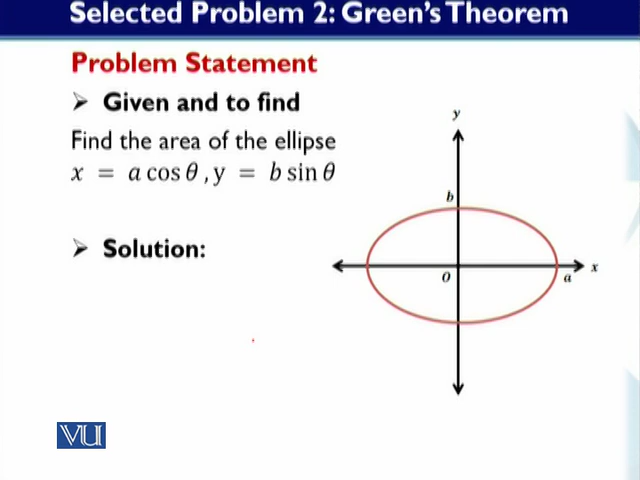 Selected Problem 2: Green's Theorem
Problem Statement
➢ Given and to find
Find the area of the ellipse
x = a cos θ , y = b sin θ
➢ Solution:
y
b
O
a
x
VU